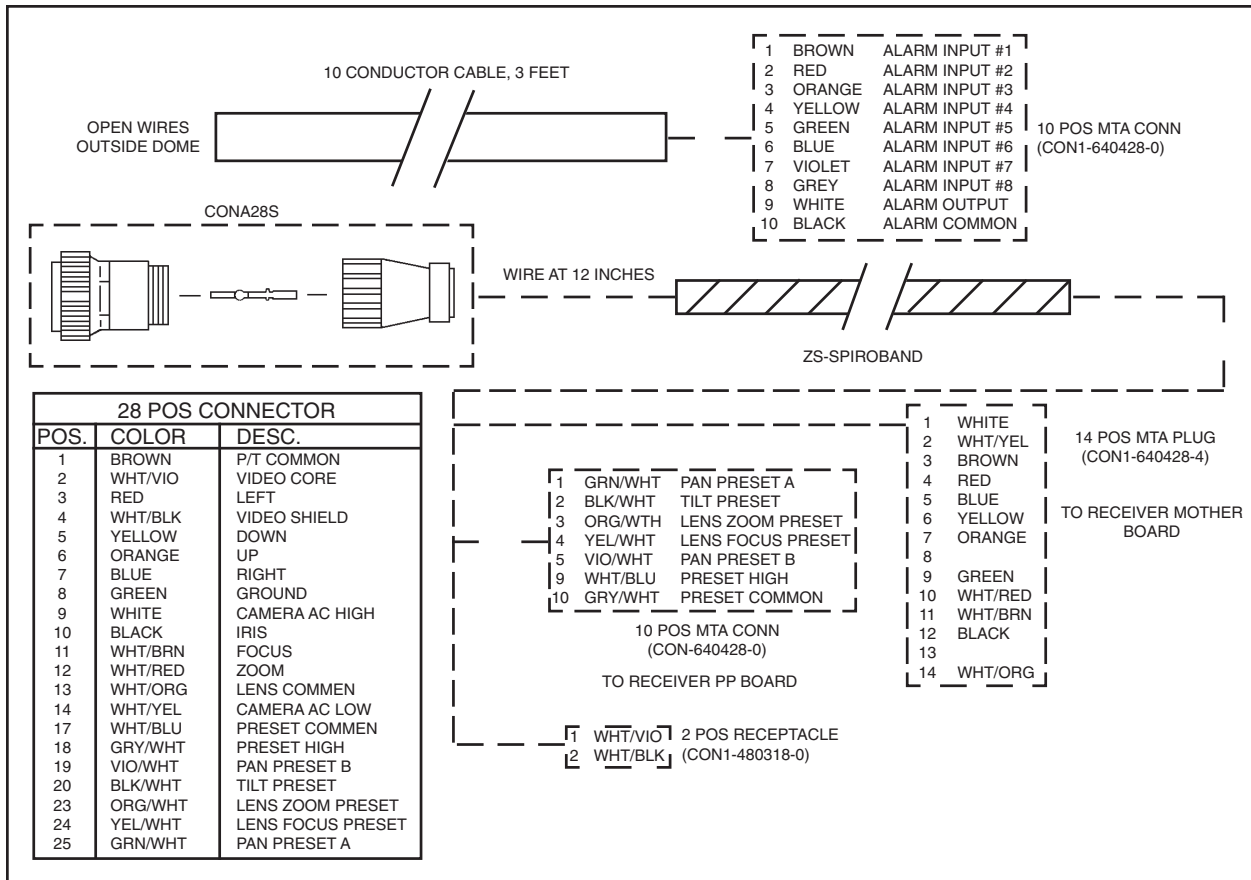 10 CONDUCTOR CABLE, 3 FEET
OPEN WIRES
OUTSIDE DOME
1 BROWN ALARM INPUT #1
2 RED ALARM INPUT #2
3 ORANGE ALARM INPUT #3
4 YELLOW ALARM INPUT #4
5 GREEN ALARM INPUT #5
6 BLUE ALARM INPUT #6
7 VIOLET ALARM INPUT #7
8 GREY ALARM INPUT #8
9 WHITE ALARM OUTPUT
10 BLACK ALARM COMMON
10 POS MTA CONN
(CON1-640428-0)
CONA28S
WIRE AT 12 INCHES
ZS-SPIROBAND
28 POS CONNECTOR
POS. COLOR DESC.
1 BROWN P/T COMMON
2 WHT/VIO VIDEO CORE
3 RED LEFT
4 WHT/BLK VIDEO SHIELD
5 YELLOW DOWN
6 ORANGE UP
7 BLUE RIGHT
8 GREEN GROUND
9 WHITE CAMERA AC HIGH
10 BLACK IRIS
11 WHT/BRN FOCUS
12 WHT/RED ZOOM
13 WHT/ORG LENS COMMEN
14 WHT/YEL CAMERA AC LOW
17 WHT/BLU PRESET COMMEN
18 GRY/WHT PRESET HIGH
19 VIO/WHT PAN PRESET B
20 BLK/WHT TILT PRESET
23 ORG/WHT LENS ZOOM PRESET
24 YEL/WHT LENS FOCUS PRESET
25 GRN/WHT PAN PRESET A
1 GRN/WHT PAN PRESET A
2 BLK/WHT TILT PRESET
3 ORG/WTH LENS ZOOM PRESET
4 YEL/WHT LENS FOCUS PRESET
5 VIO/WHT PAN PRESET B
9 WHT/BLU PRESET HIGH
10 GRY/WHT PRESET COMMON
10 POS MTA CONN
(CON-640428-0)
TO RECEIVER PP BOARD
1 WHT/VIO
2 WHT/BLK
2 POS RECEPTACLE
(CON1-480318-0)
1 WHITE
2 WHT/YEL
3 BROWN
4 RED
5 BLUE
6 YELLOW
7 ORANGE
8
9 GREEN
10 WHT/RED
11 WHT/BRN
12 BLACK
13
14 WHT/ORG
14 POS MTA PLUG
(CON1-640428-4)
TO RECEIVER MOTHER
BOARD